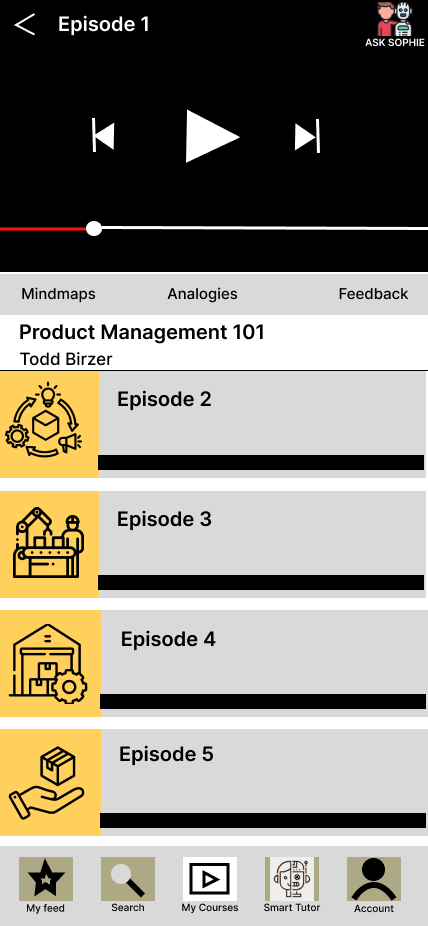 Episode 1
ASK SOPHIE
Mindmaps Analogies Feedback
Product Management 101
Todd Birzer
Episode 2
Episode 3
Episode 4
Episode 5
My feed Search My Courses Smart Tutor Account